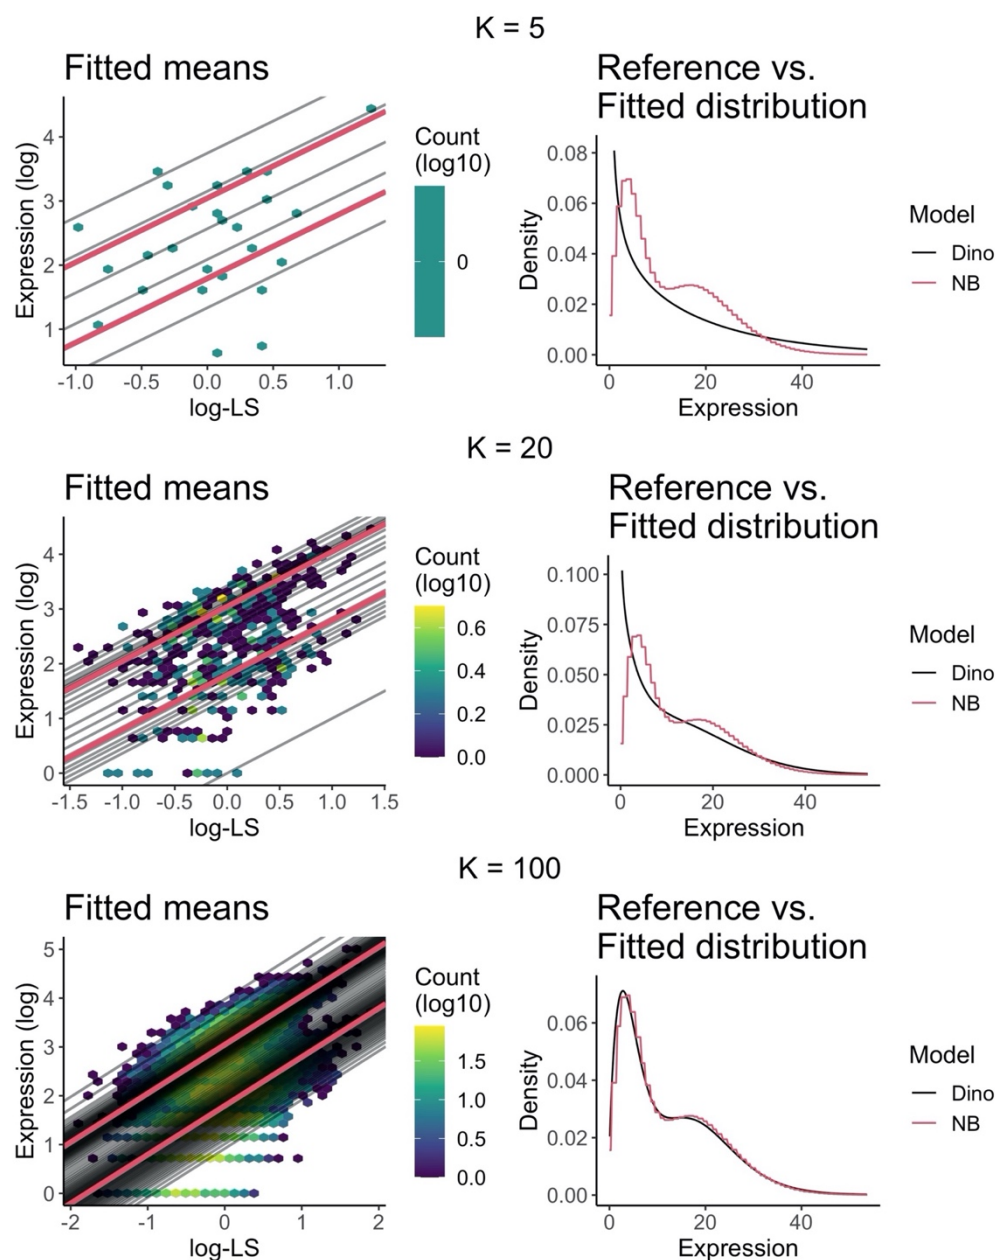 K = 5
Fitted means
Reference vs.
Fitted distribution
Expression (log)
4
3
2
1
-1.0 -0.5 0.0 0.5 1.0
log-LS
Count
(log10)
0
Density
0.08
0.06
0.04
0.02
0.00
0 20 40
Expression
Model
Dino
NB
K = 20
Fitted means
Reference vs.
Fitted distribution
Expression (log)
4
3
2
1
0
-1.5 -1.0 -0.5 0.0 0.5 1.0 1.5
log-LS
Count
(log10)
0.6
0.4
0.2
0.0
Density
0.100
0.075
0.050
0.025
0.000
0 20 40
Expression
Model
Dino
NB
K = 100
Fitted means
Reference vs.
Fitted distribution
Expression (log)
5
4
3
2
1
0
-2 -1 0 1 2
log-LS
Count
(log10)
1.5
1.0
0.5
0.0
Density
0.06
0.04
0.02
0.00
0 20 40
Expression
Model
Dino
NB